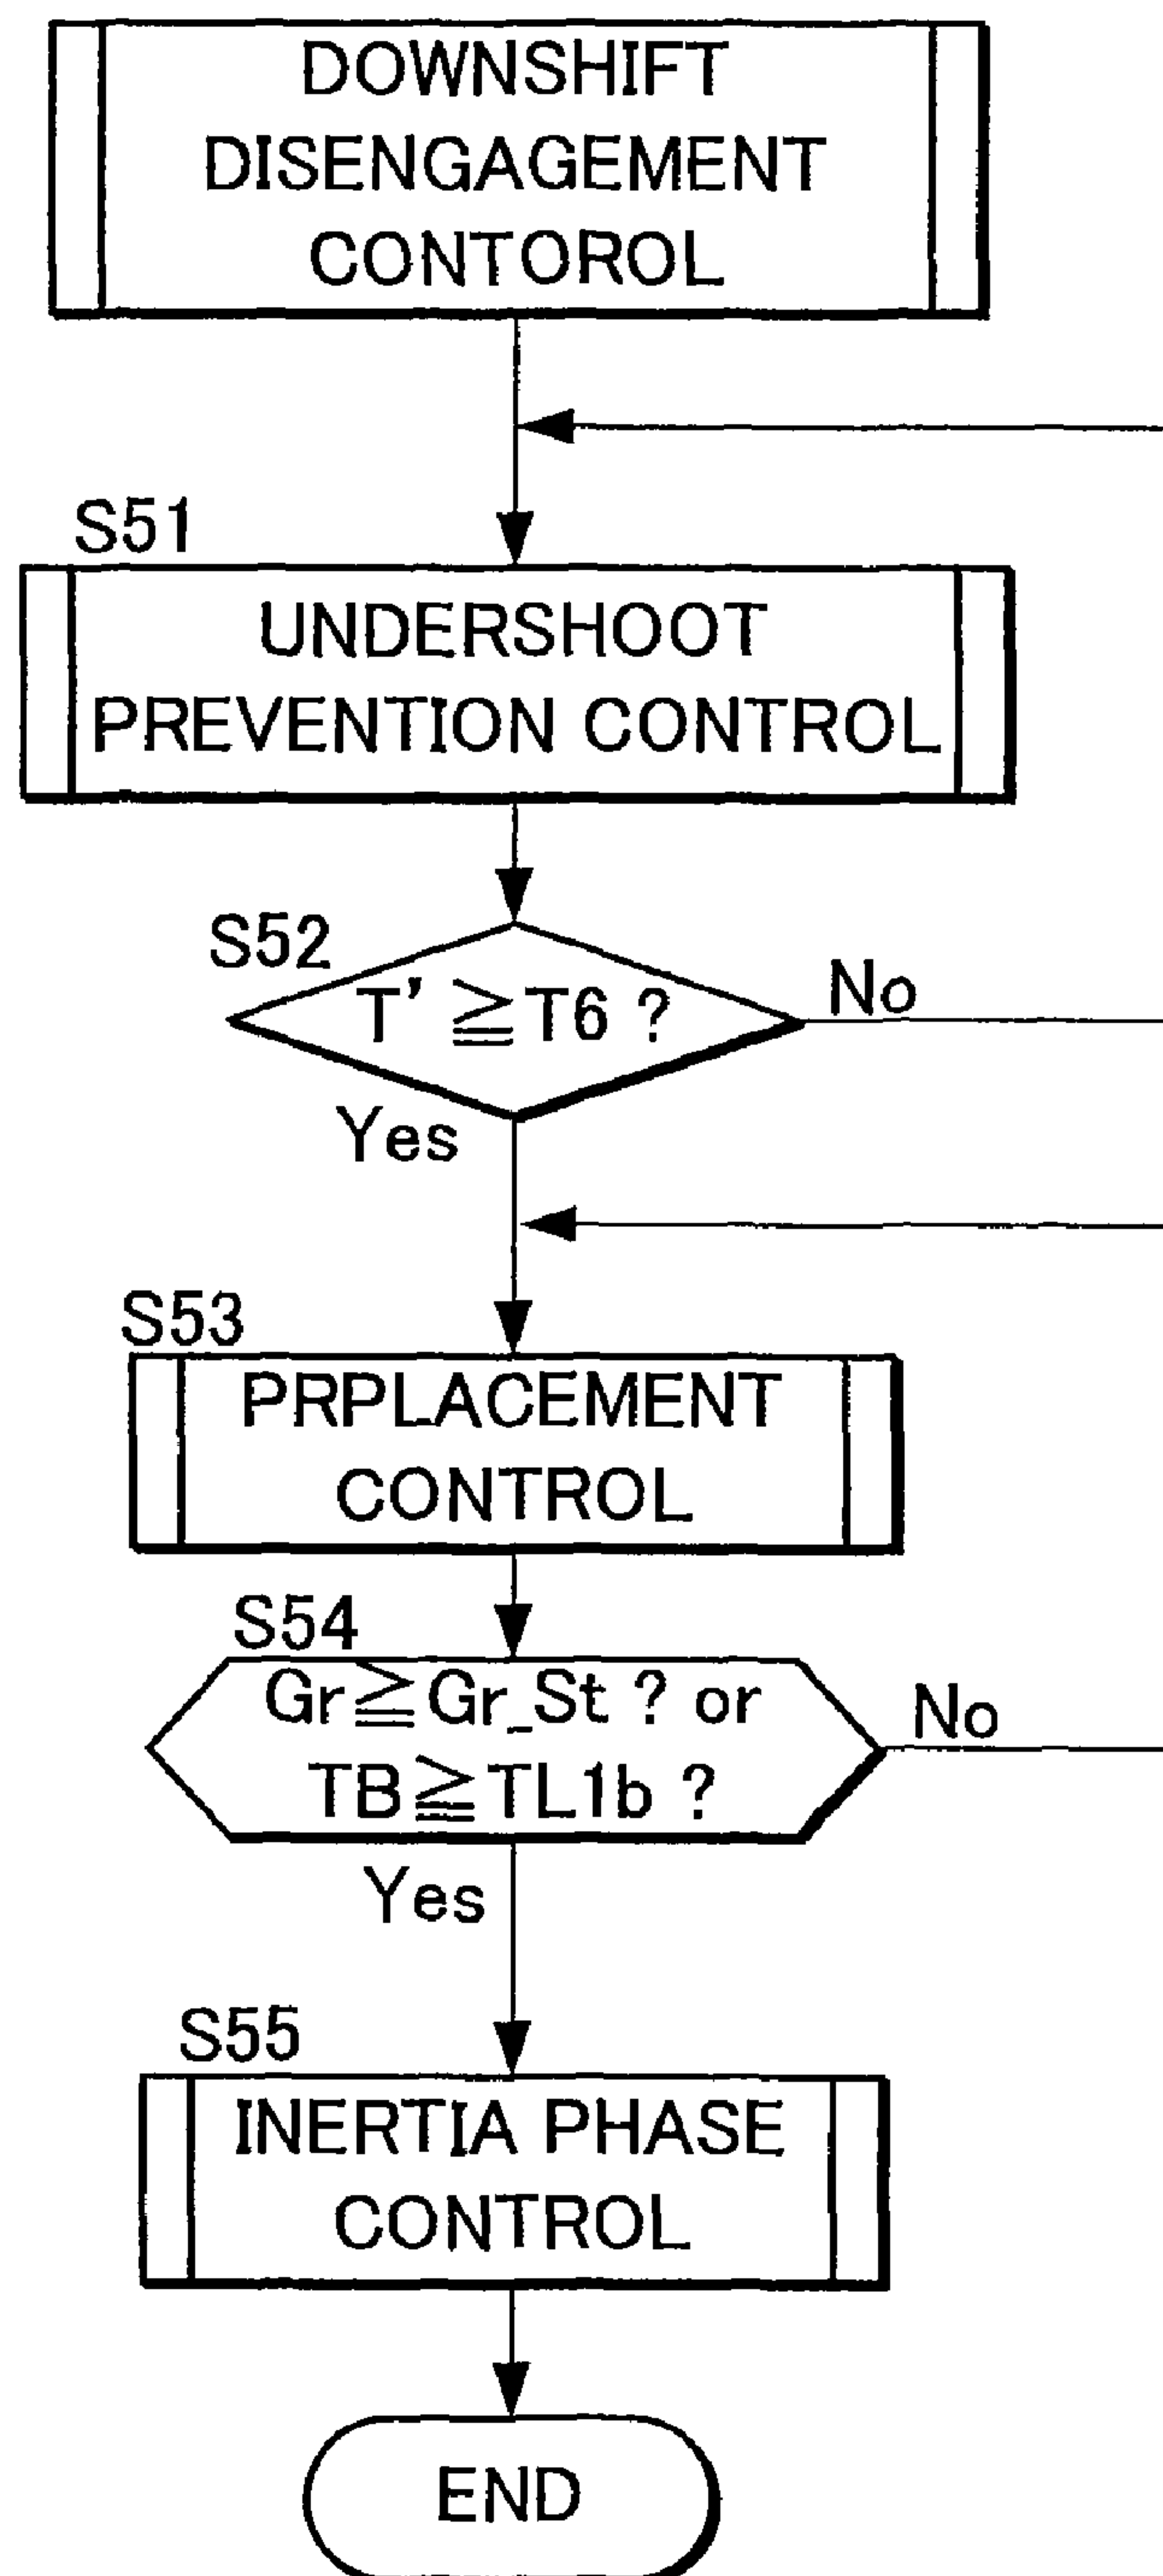 DOWNSHIFT
DISENGAGEMENT
CONTOROL
S51
UNDERSHOOT
PREVENTION CONTROL
S52
T' ≧ T6 ?
No
Yes
S53
PRPLACEMENT
CONTROL
S54
Gr≧Gr_St ? or
TB≧TL1b ?
No
Yes
S55
INERTIA PHASE
CONTROL
END